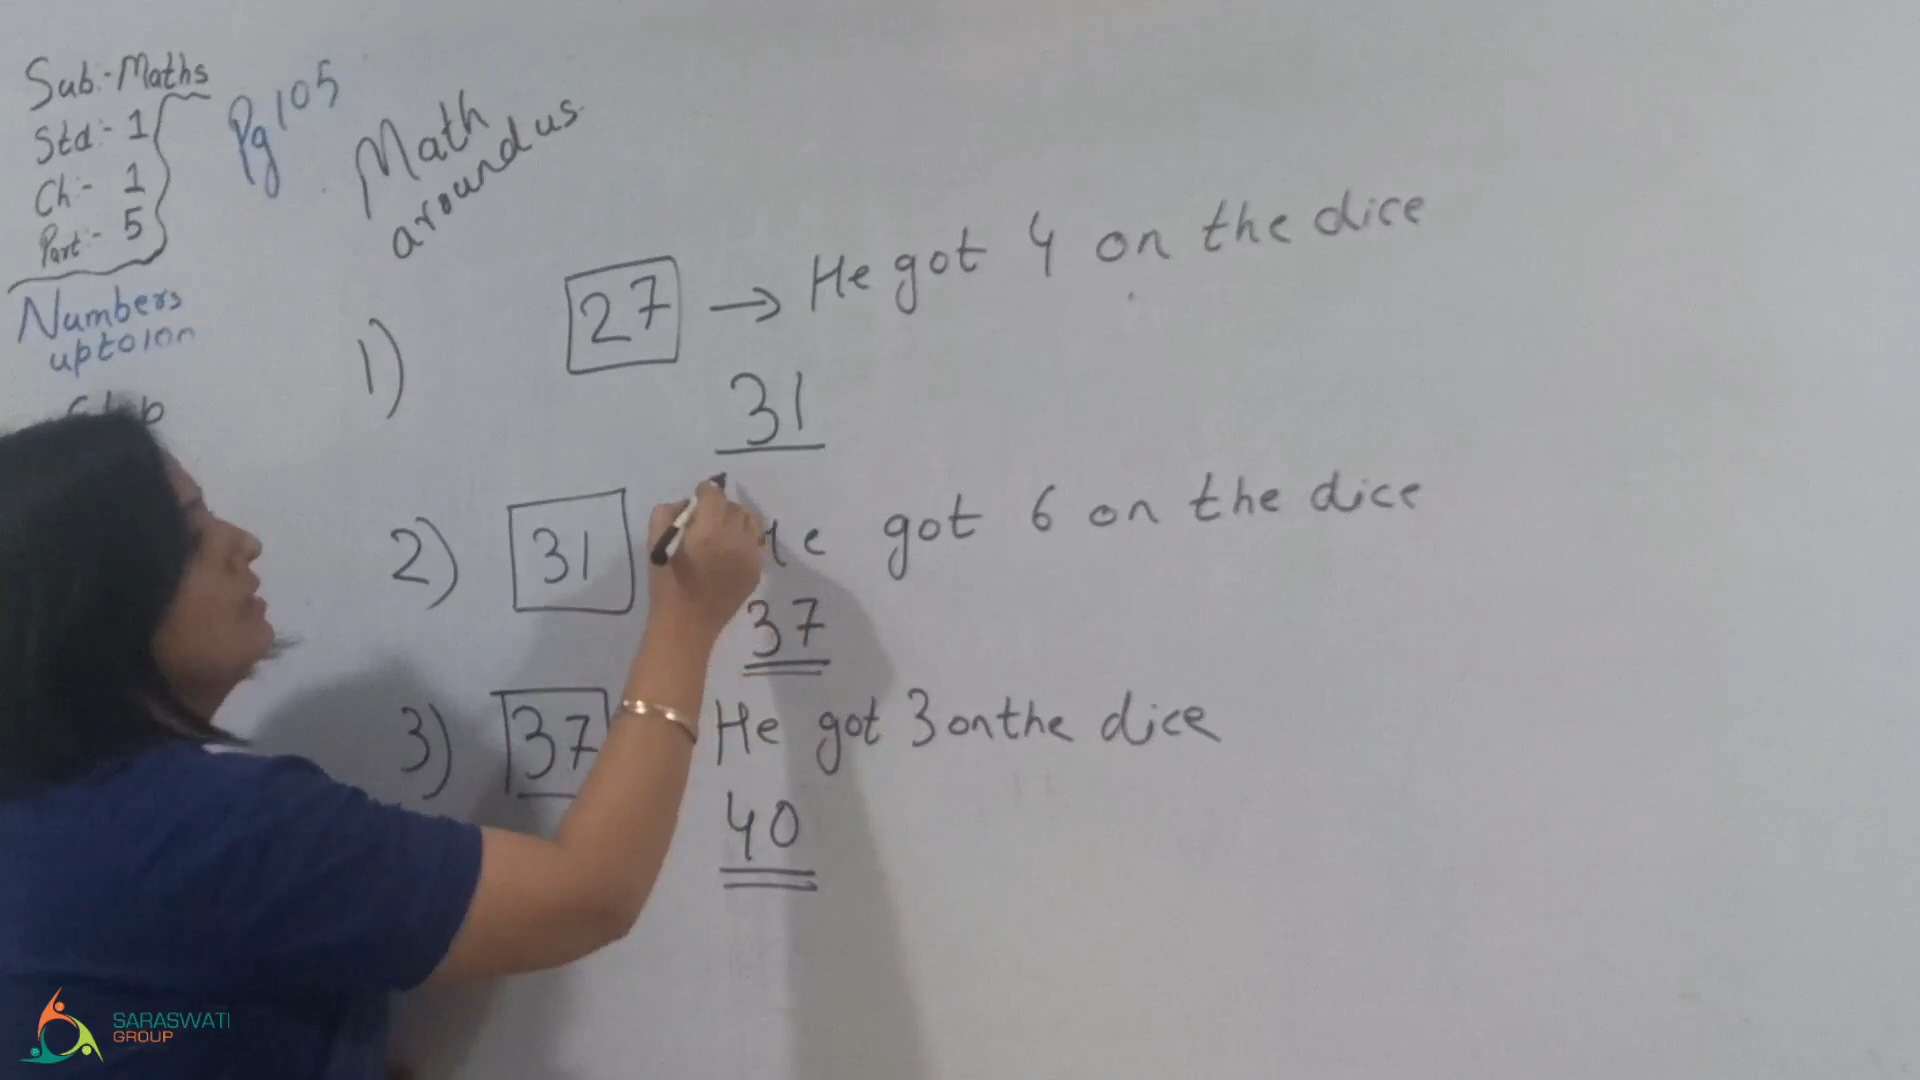 Sub:- Maths
Std:- 1
Ch:- 1
Part:- 5
Pg 105
Math
around us.
Numbers
upto 100
1) 27 → He got 4 on the dice
31
2) 31 He got 6 on the dice
37
3) 37 He got 3 on the dice
40
SARASWATI
GROUP